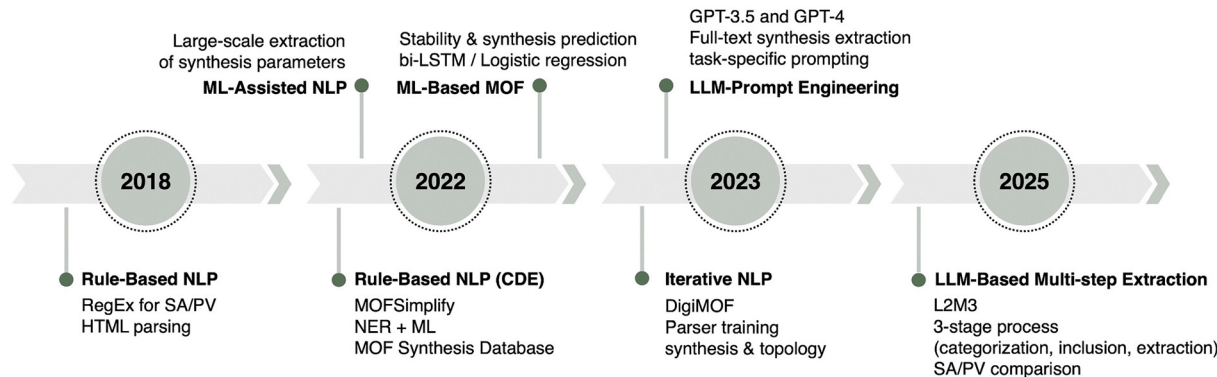 Large-scale extraction
of synthesis parameters
ML-Assisted NLP
Stability & synthesis prediction
bi-LSTM / Logistic regression
ML-Based MOF
GPT-3.5 and GPT-4
Full-text synthesis extraction
task-specific prompting
LLM-Prompt Engineering
2018
2022
2023
2025
Rule-Based NLP
RegEx for SA/PV
HTML parsing
Rule-Based NLP (CDE)
MOFSimplify
NER + ML
MOF Synthesis Database
Iterative NLP
DigiMOF
Parser training
synthesis & topology
LLM-Based Multi-step Extraction
L2M3
3-stage process
(categorization, inclusion, extraction)
SA/PV comparison